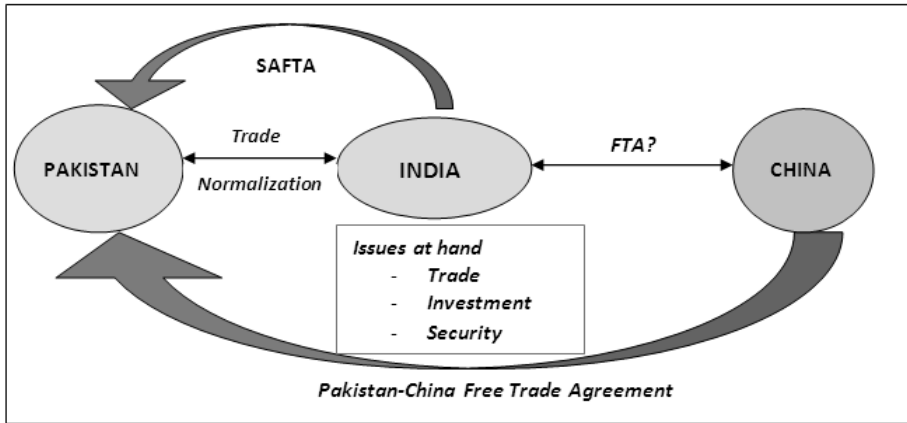 SAFTA
PAKISTAN
Trade
Normalization
INDIA
FTA?
CHINA
Issues at hand
- Trade
- Investment
- Security
Pakistan-China Free Trade Agreement